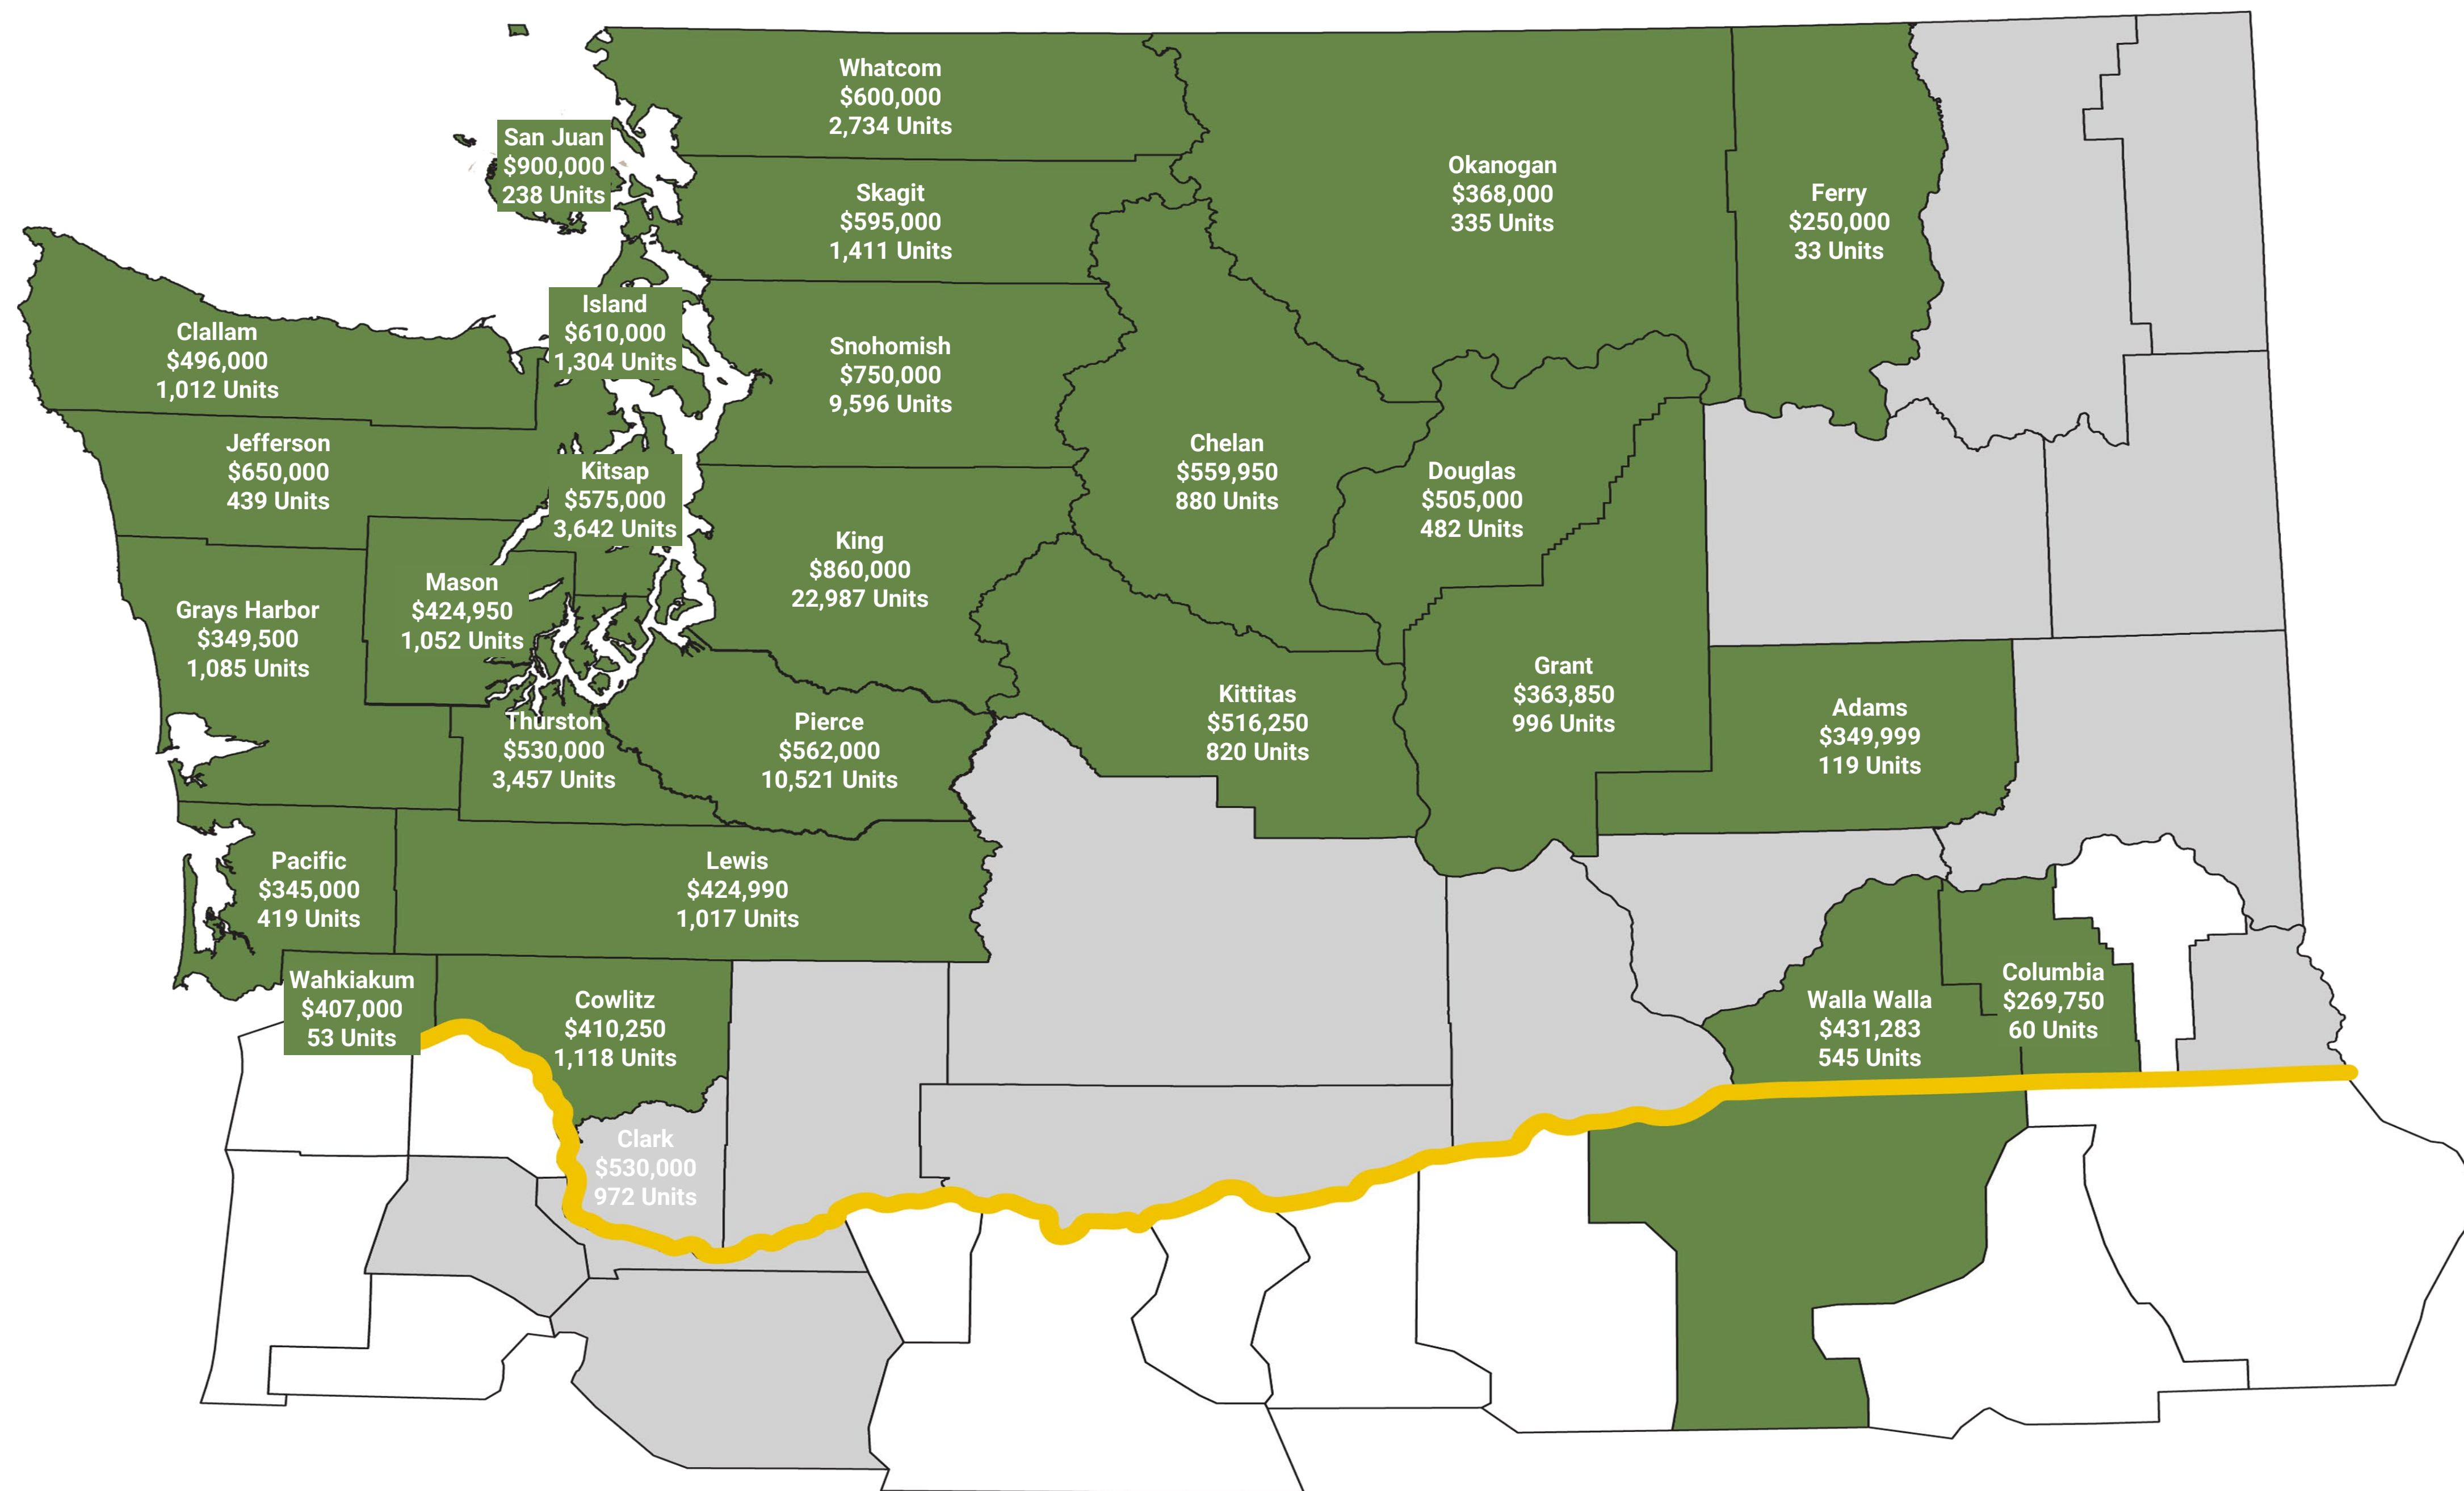 Whatcom
$600,000
2,734 Units
San Juan
$900,000
238 Units
Skagit
$595,000
1,411 Units
Okanogan
$368,000
335 Units
Ferry
$250,000
33 Units
Island
$610,000
1,304 Units
Clallam
$496,000
1,012 Units
Snohomish
$750,000
9,596 Units
Jefferson
$650,000
439 Units
Kitsap
$575,000
3,642 Units
Chelan
$559,950
880 Units
Douglas
$505,000
482 Units
King
$860,000
22,987 Units
Mason
$424,950
1,052 Units
Grays Harbor
$349,500
1,085 Units
Grant
$363,850
996 Units
Kittitas
$516,250
820 Units
Adams
$349,999
119 Units
Thurston
$530,000
3,457 Units
Pierce
$562,000
10,521 Units
Pacific
$345,000
419 Units
Lewis
$424,990
1,017 Units
Wahkiakum
$407,000
53 Units
Cowlitz
$410,250
1,118 Units
Walla Walla
$431,283
545 Units
Columbia
$269,750
60 Units
Clark
$530,000
972 Units